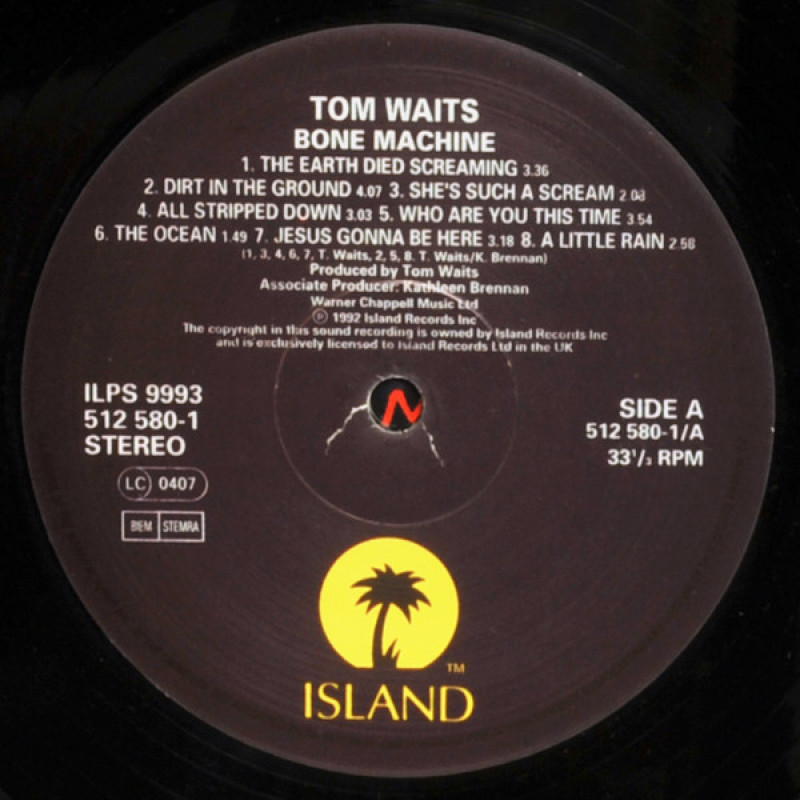 TOM WAITS
BONE MACHINE
1. THE EARTH DIED SCREAMING 3.36
2. DIRT IN THE GROUND 4.07 3. SHE'S SUCH A SCREAM 2.08
4. ALL STRIPPED DOWN 3.03 5. WHO ARE YOU THIS TIME 3.54
6. THE OCEAN 1.49 7. JESUS GONNA BE HERE 3.18 8. A LITTLE RAIN 2.58
(1, 3, 4, 6, 7, T. Waits, 2, 5, 8. T. Waits/K. Brennan)
Produced by Tom Waits
Associate Producer: Kathleen Brennan
Warner Chappell Music Ltd
Ⓟ 1992 Island Records Inc
The copyright in this sound recording is owned by Island Records Inc
and is exclusively licensed to Island Records Ltd in the UK
ILPS 9993
512 580-1
STEREO
LC 0407
BIEM STEMRA
SIDE A
512 580-1/A
33¹/₃ RPM
TM
ISLAND